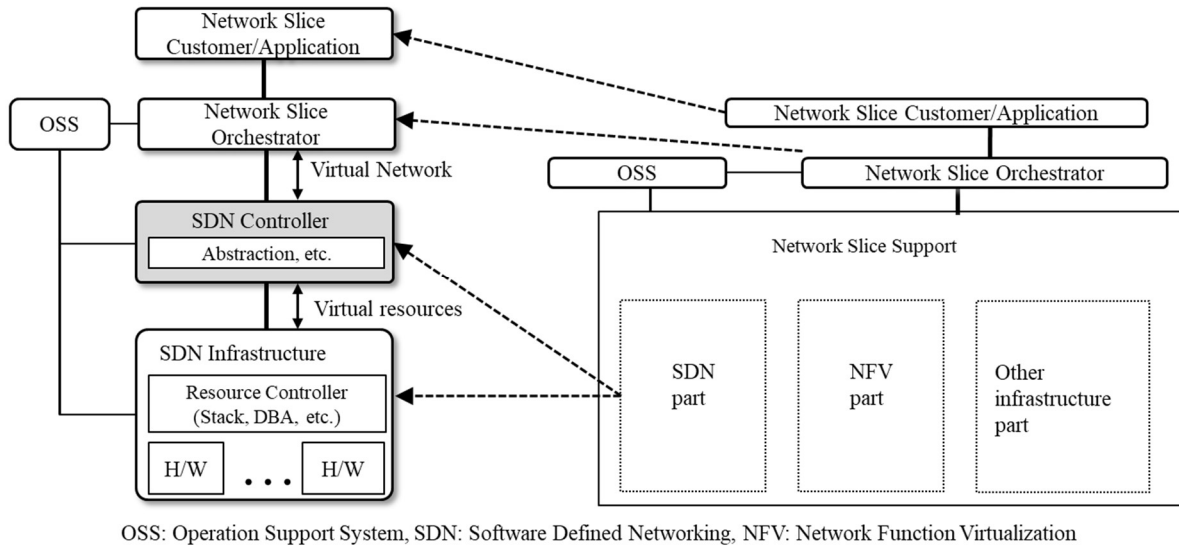 Network Slice
Customer/Application
OSS
Network Slice
Orchestrator
Virtual Network
SDN Controller
Abstraction, etc.
Virtual resources
SDN Infrastructure
Resource Controller
(Stack, DBA, etc.)
H/W
• • •
H/W
Network Slice Customer/Application
OSS
Network Slice Orchestrator
Network Slice Support
SDN
part
NFV
part
Other
infrastructure
part
OSS: Operation Support System, SDN: Software Defined Networking, NFV: Network Function Virtualization